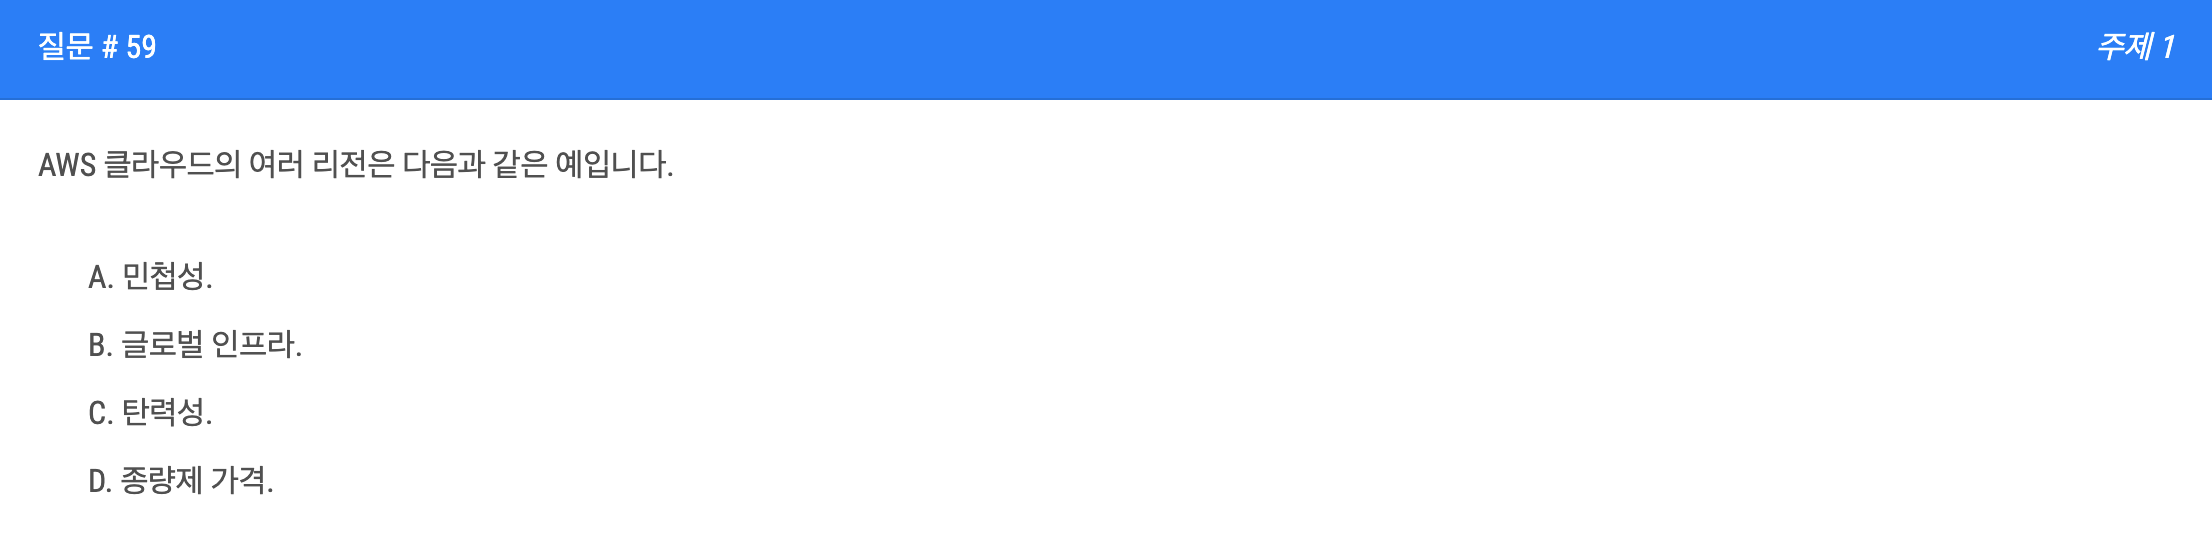 질문 # 59
주제 1
AWS 클라우드의 여러 리전은 다음과 같은 예입니다.
A. 민첩성.
B. 글로벌 인프라.
C. 탄력성.
D. 종량제 가격.